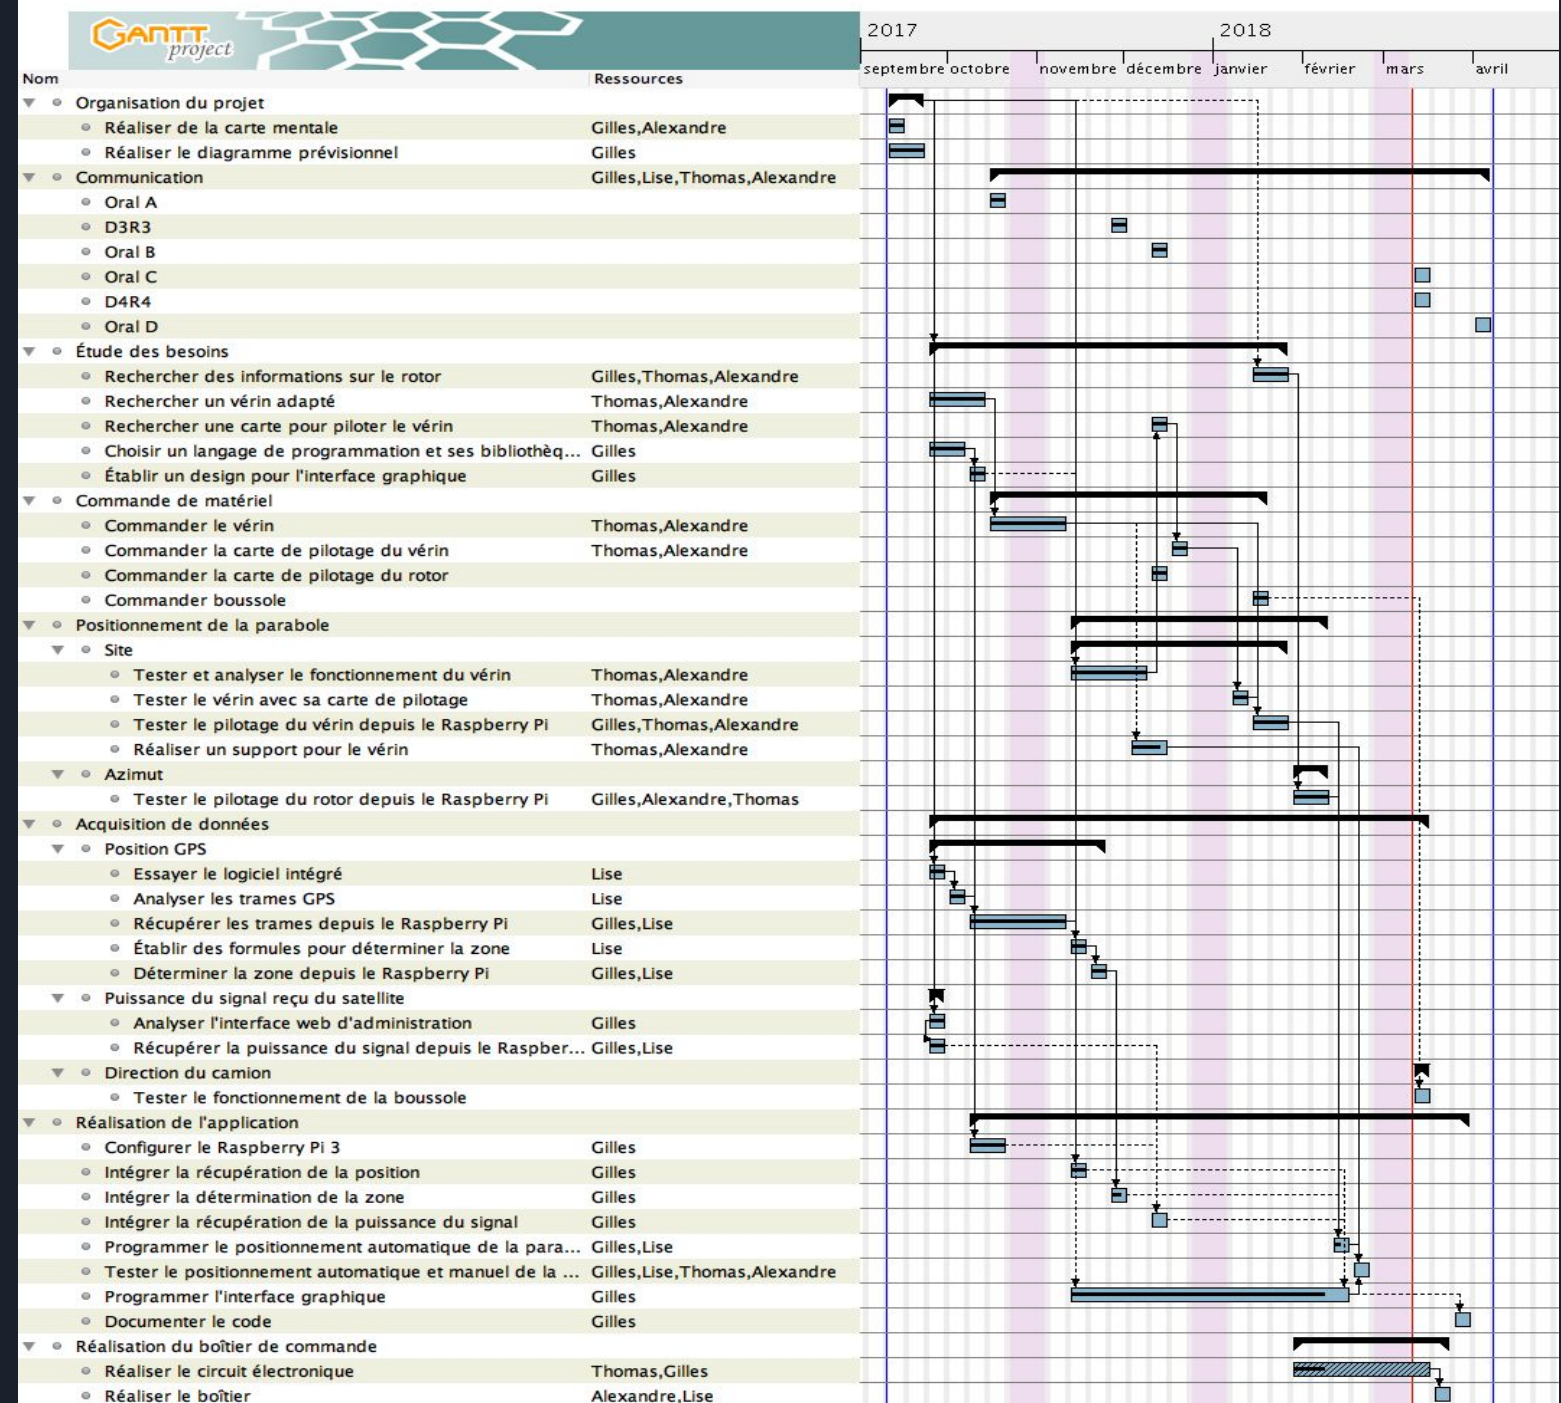 GANTT project
2017 2018
septembre octobre novembre décembre janvier février mars avril
Nom Ressources
Organisation du projet
Réaliser de la carte mentale Gilles,Alexandre
Réaliser le diagramme prévisionnel Gilles
Communication Gilles,Lise,Thomas,Alexandre
Oral A
D3R3
Oral B
Oral C
D4R4
Oral D
Étude des besoins
Rechercher des informations sur le rotor Gilles,Thomas,Alexandre
Rechercher un vérin adapté Thomas,Alexandre
Rechercher une carte pour piloter le vérin Thomas,Alexandre
Choisir un langage de programmation et ses bibliothèq... Gilles
Établir un design pour l'interface graphique Gilles
Commande de matériel
Commander le vérin Thomas,Alexandre
Commander la carte de pilotage du vérin Thomas,Alexandre
Commander la carte de pilotage du rotor
Commander boussole
Positionnement de la parabole
Site
Tester et analyser le fonctionement du vérin Thomas,Alexandre
Tester le vérin avec sa carte de pilotage Thomas,Alexandre
Tester le pilotage du vérin depuis le Raspberry Pi Gilles,Thomas,Alexandre
Réaliser un support pour le vérin Thomas,Alexandre
Azimut
Tester le pilotage du rotor depuis le Raspberry Pi Gilles,Alexandre,Thomas
Acquisition de données
Position GPS
Essayer le logiciel intégré Lise
Analyser les trames GPS Lise
Récupérer les trames depuis le Raspberry Pi Gilles,Lise
Établir des formules pour déterminer la zone Lise
Déterminer la zone depuis le Raspberry Pi Gilles,Lise
Puissance du signal reçu du satellite
Analyser l'interface web d'administration Gilles
Récupérer la puissance du signal depuis le Raspber... Gilles,Lise
Direction du camion
Tester le fonctionement de la boussole
Réalisation de l'application
Configurer le Raspberry Pi 3 Gilles
Intégrer la récupération de la position Gilles
Intégrer la détermination de la zone Gilles
Intégrer la récupération de la puissance du signal Gilles
Programmer le positionnement automatique de la para... Gilles,Lise
Tester le positionnement automatique et manuel de la ... Gilles,Lise,Thomas,Alexandre
Programmer l'interface graphique Gilles
Documenter le code Gilles
Réalisation du boîtier de commande
Réaliser le circuit électronique Thomas,Gilles
Réaliser le boîtier Alexandre,Lise